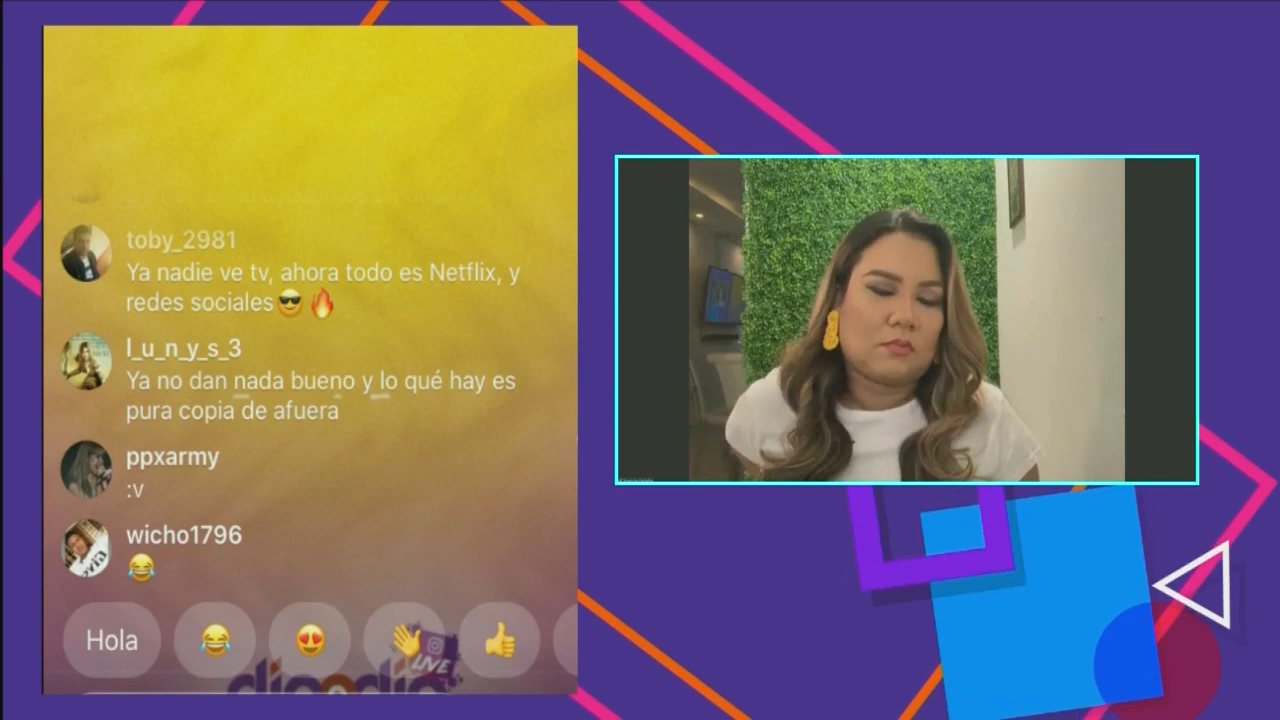 toby_2981
Ya nadie ve tv, ahora todo es Netflix, y
redes sociales😎🔥
l_u_n_y_s_3
Ya no dan nada bueno y lo qué hay es
pura copia de afuera
ppxarmy
:v
wicho1796
😂
Hola
LIVE